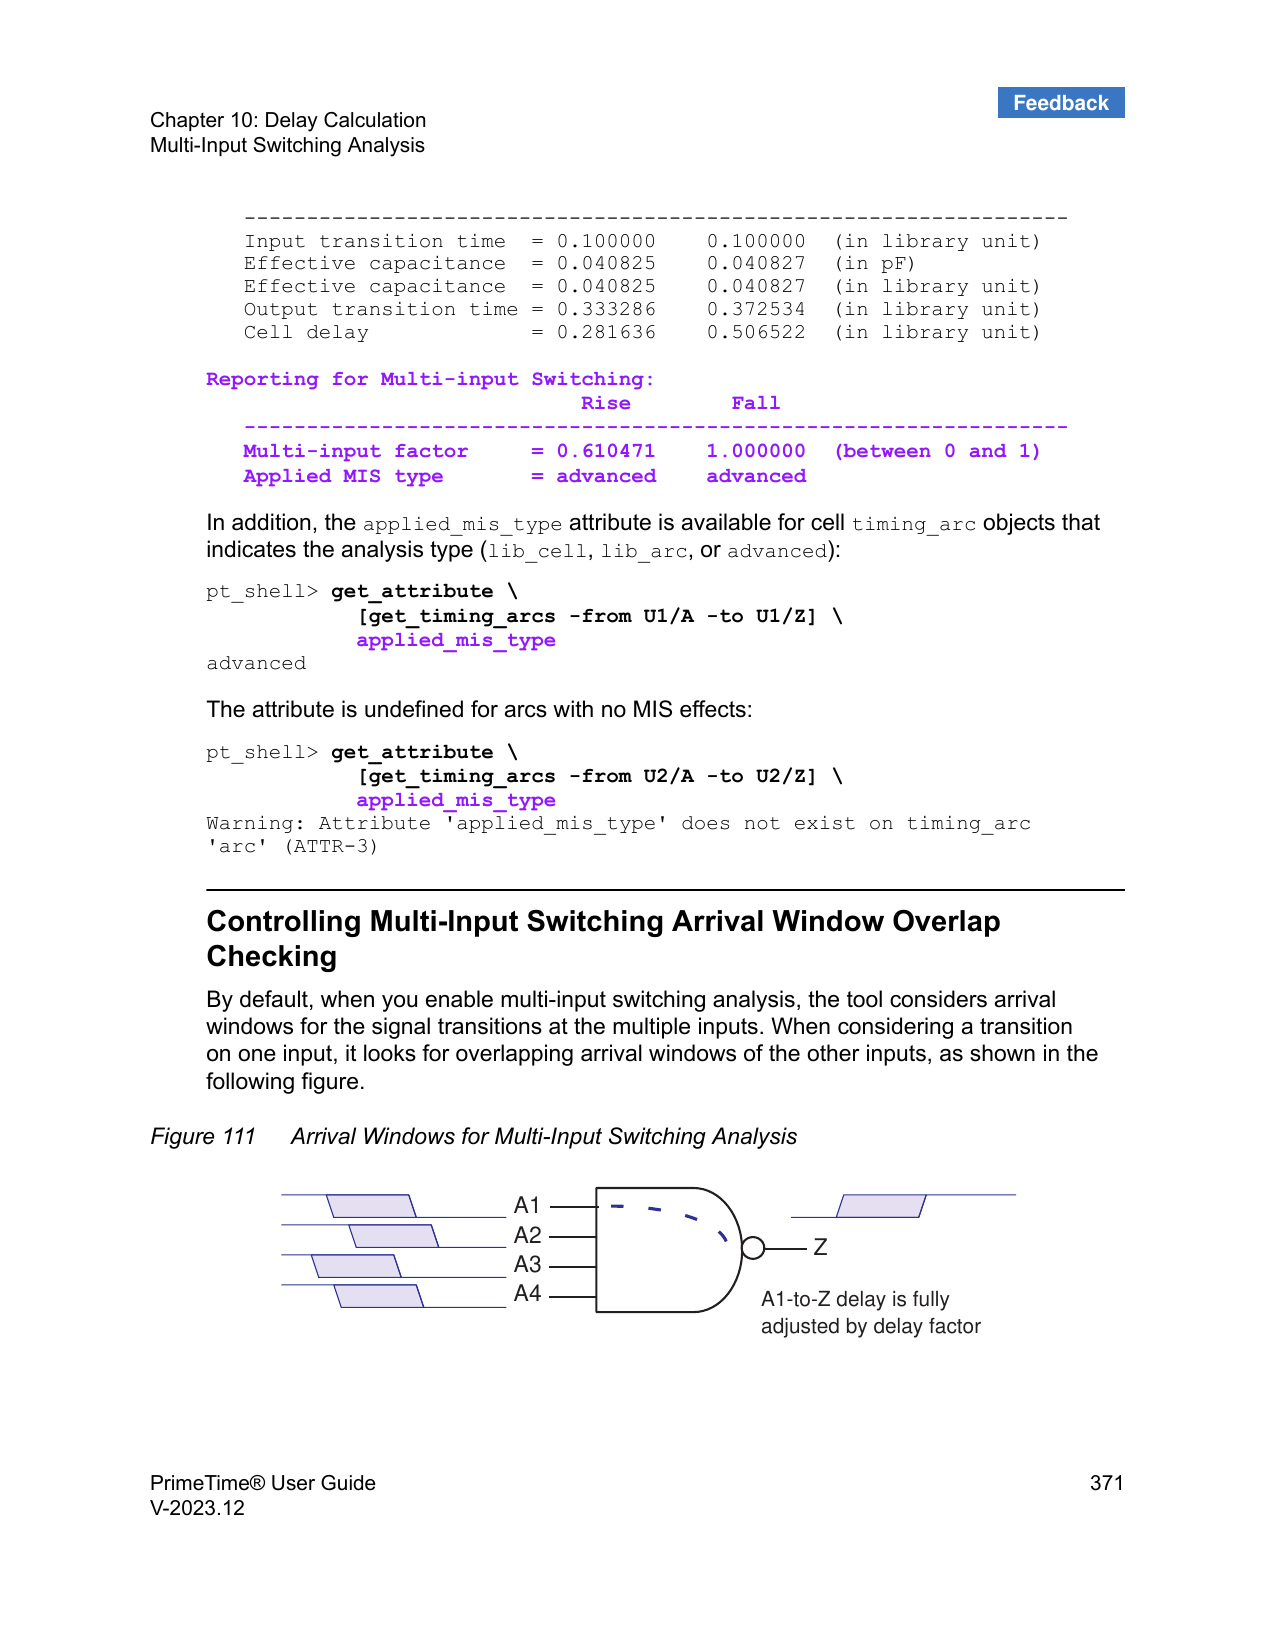 Feedback
Chapter 10: Delay Calculation
Multi-Input Switching Analysis
------------------------------------------------------------------
Input transition time  = 0.100000    0.100000  (in library unit)
Effective capacitance  = 0.040825    0.040827  (in pF)
Effective capacitance  = 0.040825    0.040827  (in library unit)
Output transition time = 0.333286    0.372534  (in library unit)
Cell delay             = 0.281636    0.506522  (in library unit)
Reporting for Multi-input Switching:
Rise        Fall
------------------------------------------------------------------
Multi-input factor     = 0.610471    1.000000  (between 0 and 1)
Applied MIS type       = advanced    advanced
In addition, the applied_mis_type attribute is available for cell timing_arc objects that
indicates the analysis type (lib_cell, lib_arc, or advanced):
pt_shell> get_attribute \
[get_timing_arcs -from U1/A -to U1/Z] \
applied_mis_type
advanced
The attribute is undefined for arcs with no MIS effects:
pt_shell> get_attribute \
[get_timing_arcs -from U2/A -to U2/Z] \
applied_mis_type
Warning: Attribute 'applied_mis_type' does not exist on timing_arc
'arc' (ATTR-3)
Controlling Multi-Input Switching Arrival Window Overlap
Checking
By default, when you enable multi-input switching analysis, the tool considers arrival
windows for the signal transitions at the multiple inputs. When considering a transition
on one input, it looks for overlapping arrival windows of the other inputs, as shown in the
following figure.
Figure 111 Arrival Windows for Multi-Input Switching Analysis
A1
A2
A3
A4
Z
A1-to-Z delay is fully
adjusted by delay factor
PrimeTime® User Guide 371
V-2023.12